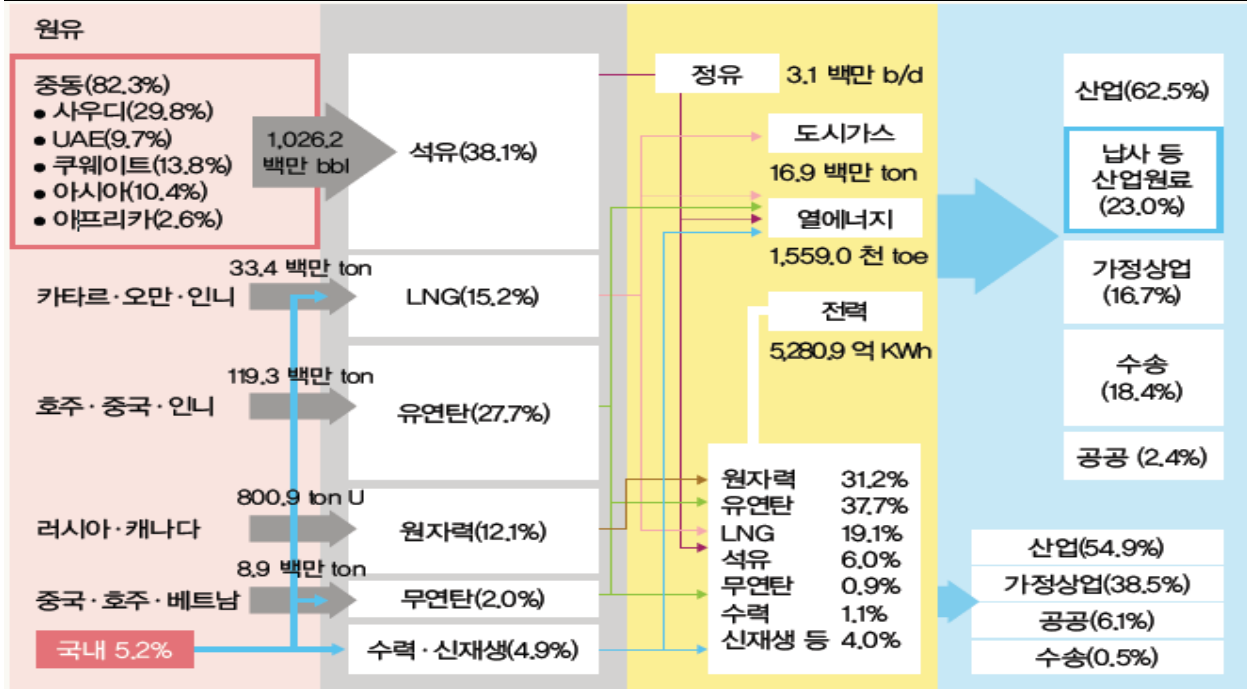 원유
중동(82.3%)
• 사우디(29.8%)
• UAE(9.7%)
• 쿠웨이트(13.8%)
• 아시아(10.4%)
• 아프리카(2.6%)
1,026.2
백만 bbl
33.4 백만 ton
카타르·오만·인니
119.3 백만 ton
호주·중국·인니
800.9 ton U
러시아·캐나다
8.9 백만 ton
중국·호주·베트남
국내 5.2%
석유(38.1%)
LNG(15.2%)
유연탄(27.7%)
원자력(12.1%)
무연탄(2.0%)
수력·신재생(4.9%)
정유
3.1 백만 b/d
도시가스
16.9 백만 ton
열에너지
1,559.0 천 toe
전력
5,280.9 억 KWh
원자력 31.2%
유연탄 37.7%
LNG 19.1%
석유 6.0%
무연탄 0.9%
수력 1.1%
신재생 등 4.0%
산업(62.5%)
납사 등
산업원료
(23.0%)
가정상업
(16.7%)
수송
(18.4%)
공공 (2.4%)
산업(54.9%)
가정상업(38.5%)
공공(6.1%)
수송(0.5%)